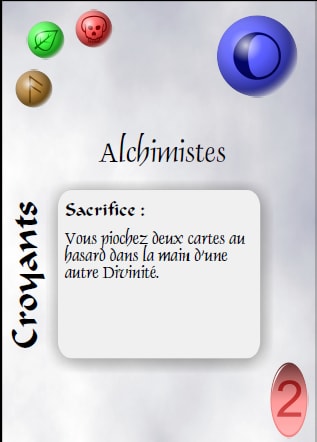 Alchimistes
Croyants
Sacrifice :
Vous piochez deux cartes au
hasard dans la main d'une
autre Divinité.
2